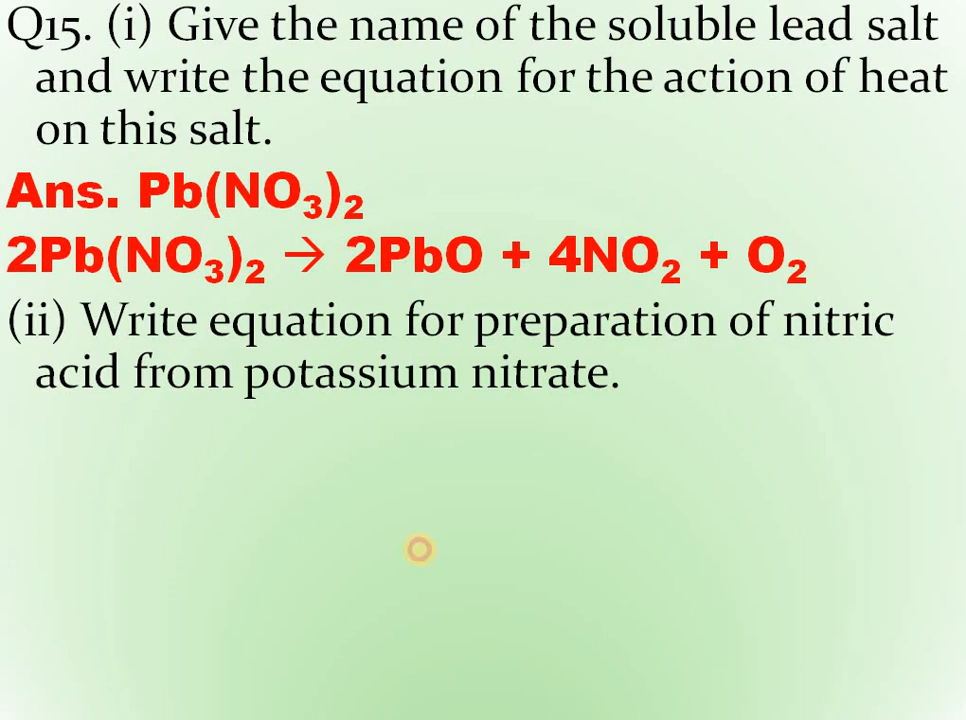 Q15. (i) Give the name of the soluble lead salt
and write the equation for the action of heat
on this salt.
Ans. Pb(NO₃)₂
2Pb(NO₃)₂ → 2PbO + 4NO₂ + O₂
(ii) Write equation for preparation of nitric
acid from potassium nitrate.